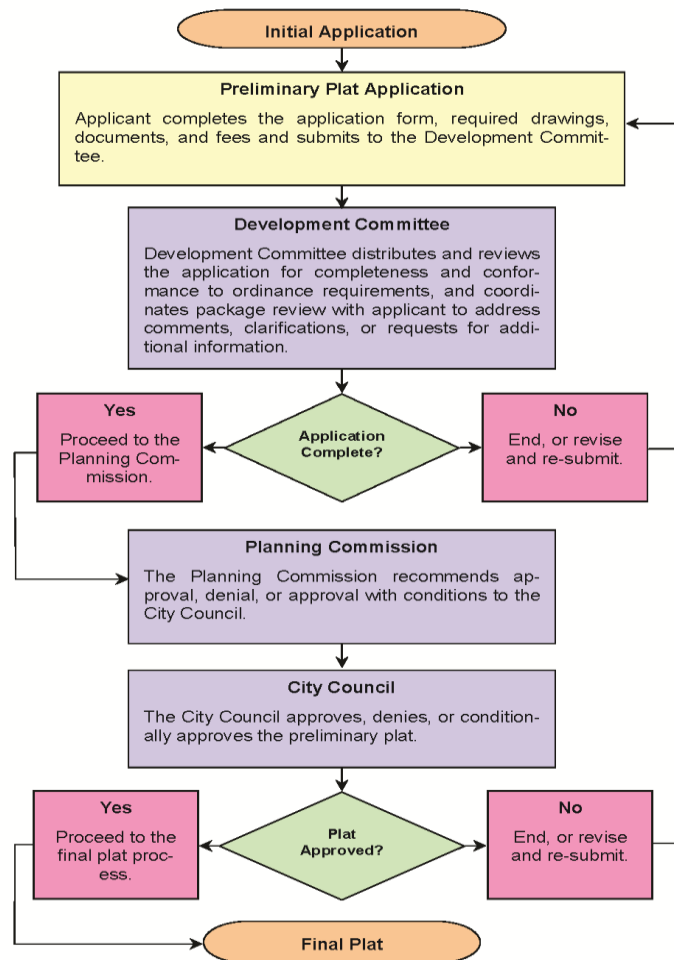 Initial Application
Preliminary Plat Application
Applicant completes the application form, required drawings,
documents, and fees and submits to the Development Commit-
tee.
Development Committee
Development Committee distributes and reviews
the application for completeness and confor-
mance to ordinance requirements, and coordi-
nates package review with applicant to address
comments, clarifications, or requests for addi-
tional information.
Yes
Proceed to the
Planning Com-
mission.
Application
Complete?
No
End, or revise
and re-submit.
Planning Commission
The Planning Commission recommends ap-
proval, denial, or approval with conditions to the
City Council.
City Council
The City Council approves, denies, or condition-
ally approves the preliminary plat.
Yes
Proceed to the
final plat proc-
ess.
Plat
Approved?
No
End, or revise
and re-submit.
Final Plat